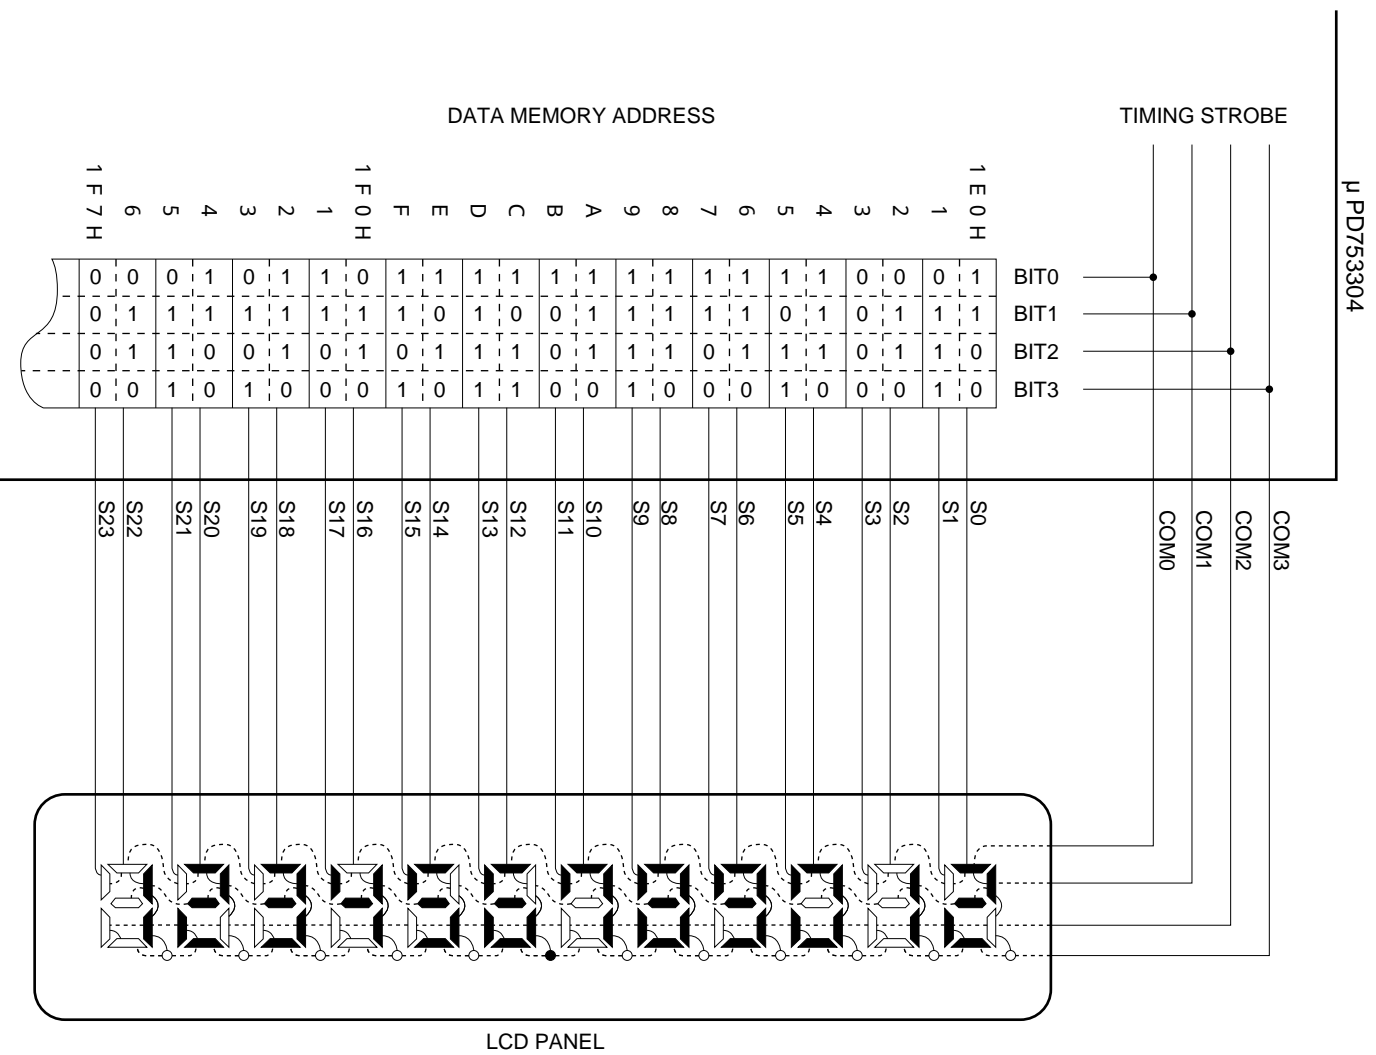 DATA MEMORY ADDRESS
TIMING STROBE
μPD753304
1F7H 6 5 4 3 2 1 1F0H F E D C B A 9 8 7 6 5 4 3 2 1 1E0H
0 0 0 1 0 1 1 0 1 1 1 1 1 1 1 1 1 1 1 1 0 0 0 1 BIT0
0 1 1 1 1 1 1 1 1 0 1 0 0 1 1 1 1 1 0 1 0 1 1 1 BIT1
0 1 1 0 0 1 0 1 0 1 1 1 0 1 1 1 0 1 1 1 0 1 1 0 BIT2
0 0 1 0 1 0 0 0 1 0 1 1 0 0 1 0 0 0 1 0 0 0 1 0 BIT3
S23 S22 S21 S20 S19 S18 S17 S16 S15 S14 S13 S12 S11 S10 S9 S8 S7 S6 S5 S4 S3 S2 S1 S0
COM0 COM1 COM2 COM3
LCD PANEL